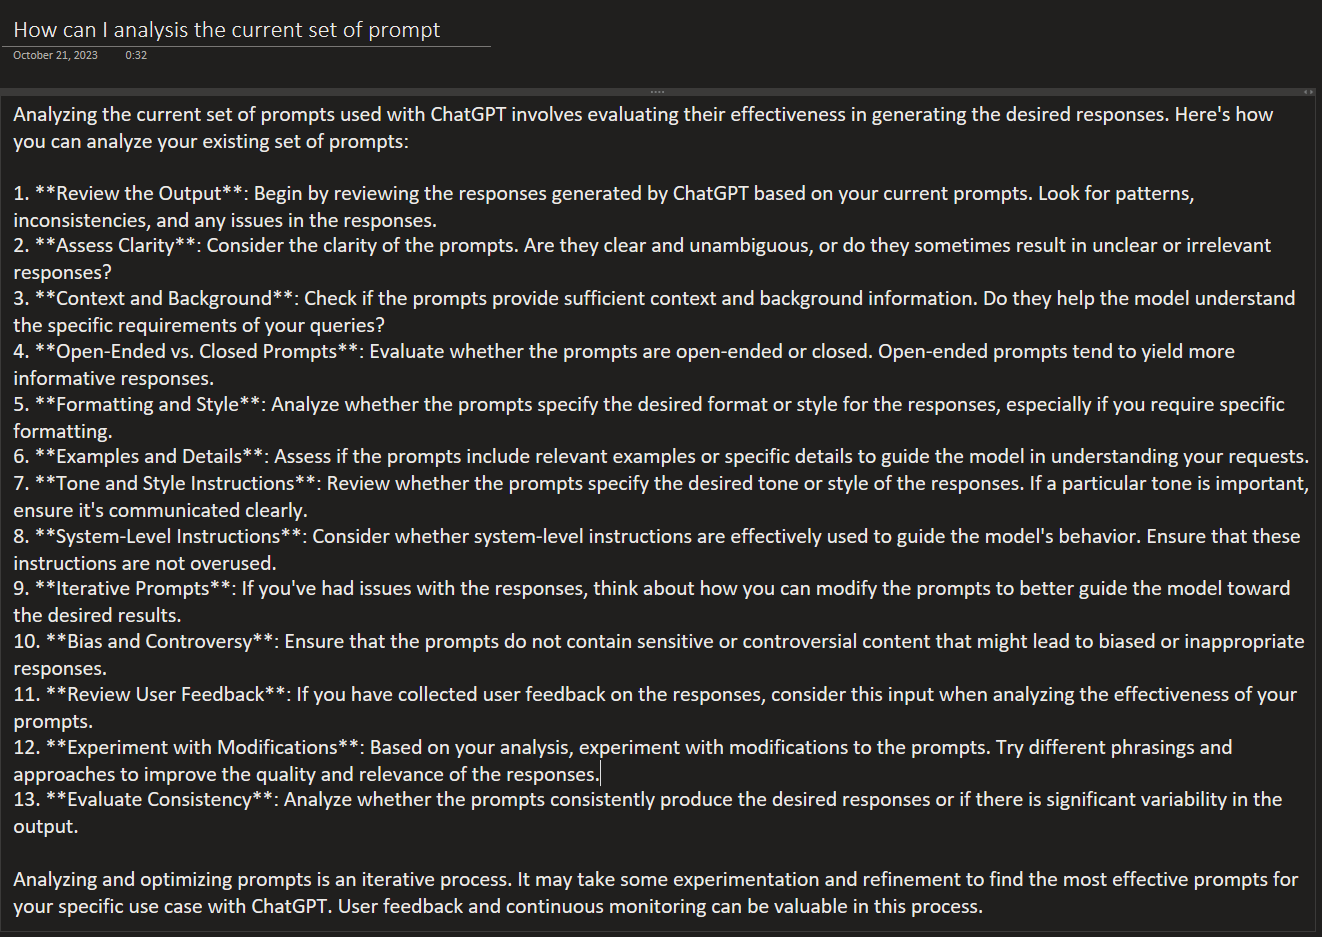 How can I analysis the current set of prompt
October 21, 2023 0:32
Analyzing the current set of prompts used with ChatGPT involves evaluating their effectiveness in generating the desired responses. Here's how
you can analyze your existing set of prompts:
1. **Review the Output**: Begin by reviewing the responses generated by ChatGPT based on your current prompts. Look for patterns,
inconsistencies, and any issues in the responses.
2. **Assess Clarity**: Consider the clarity of the prompts. Are they clear and unambiguous, or do they sometimes result in unclear or irrelevant
responses?
3. **Context and Background**: Check if the prompts provide sufficient context and background information. Do they help the model understand
the specific requirements of your queries?
4. **Open-Ended vs. Closed Prompts**: Evaluate whether the prompts are open-ended or closed. Open-ended prompts tend to yield more
informative responses.
5. **Formatting and Style**: Analyze whether the prompts specify the desired format or style for the responses, especially if you require specific
formatting.
6. **Examples and Details**: Assess if the prompts include relevant examples or specific details to guide the model in understanding your requests.
7. **Tone and Style Instructions**: Review whether the prompts specify the desired tone or style of the responses. If a particular tone is important,
ensure it's communicated clearly.
8. **System-Level Instructions**: Consider whether system-level instructions are effectively used to guide the model's behavior. Ensure that these
instructions are not overused.
9. **Iterative Prompts**: If you've had issues with the responses, think about how you can modify the prompts to better guide the model toward
the desired results.
10. **Bias and Controversy**: Ensure that the prompts do not contain sensitive or controversial content that might lead to biased or inappropriate
responses.
11. **Review User Feedback**: If you have collected user feedback on the responses, consider this input when analyzing the effectiveness of your
prompts.
12. **Experiment with Modifications**: Based on your analysis, experiment with modifications to the prompts. Try different phrasings and
approaches to improve the quality and relevance of the responses.
13. **Evaluate Consistency**: Analyze whether the prompts consistently produce the desired responses or if there is significant variability in the
output.
Analyzing and optimizing prompts is an iterative process. It may take some experimentation and refinement to find the most effective prompts for
your specific use case with ChatGPT. User feedback and continuous monitoring can be valuable in this process.